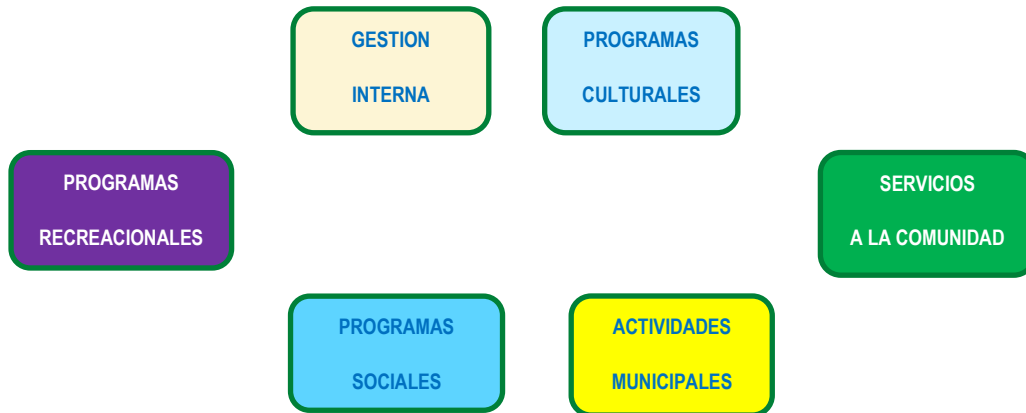 GESTION
INTERNA
PROGRAMAS
CULTURALES
PROGRAMAS
RECREACIONALES
SERVICIOS
A LA COMUNIDAD
PROGRAMAS
SOCIALES
ACTIVIDADES
MUNICIPALES